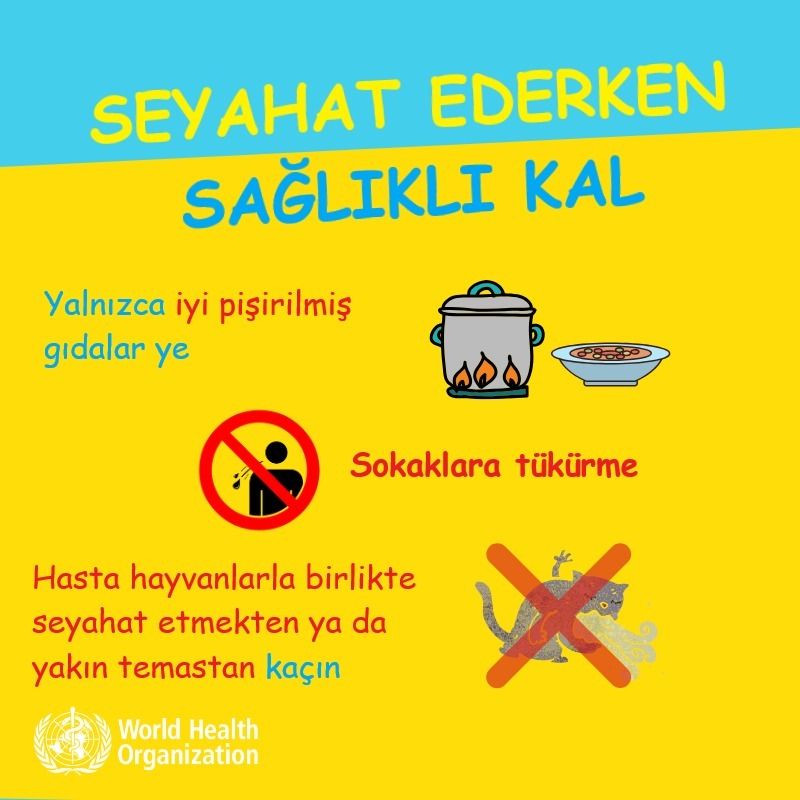 SEYAHAT EDERKEN
SAĞLIKLI KAL
Yalnızca iyi pişirilmiş
gıdalar ye
Sokaklara tükürme
Hasta hayvanlarla birlikte
seyahat etmekten ya da
yakın temastan kaçın
World Health
Organization